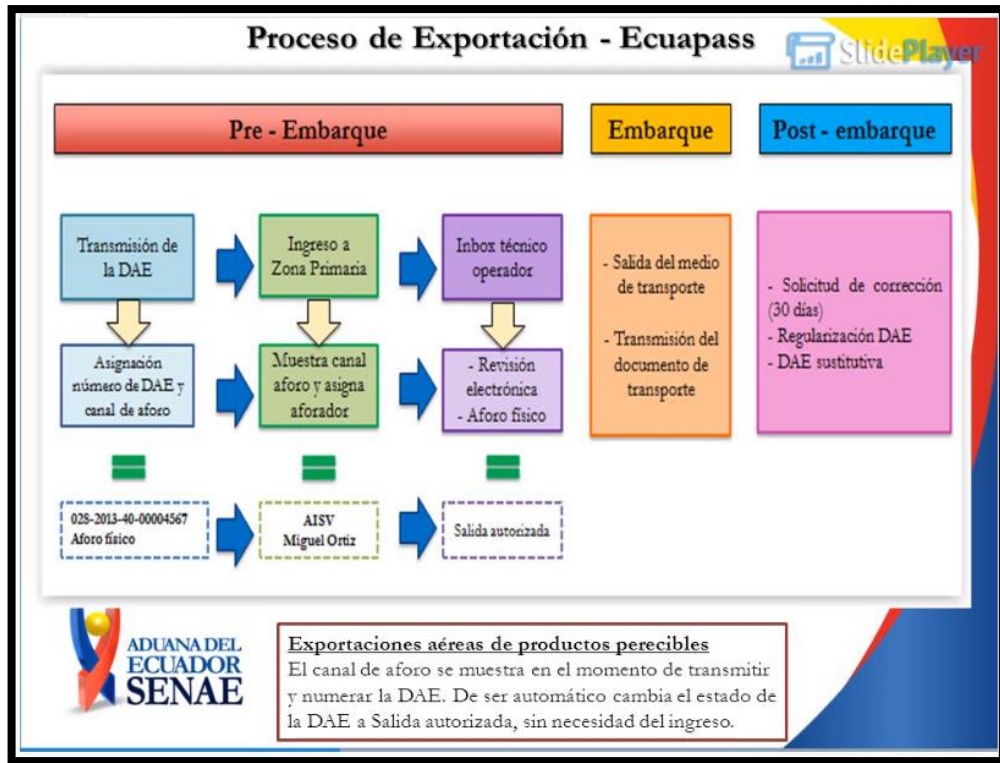 Proceso de Exportación - Ecuapass
SlidePlayer
Pre - Embarque
Embarque
Post - embarque
Transmisión de
la DAE
Ingreso a
Zona Primaria
Inbox técnico
operador
Asignación
número de DAE y
canal de aforo
Muestra canal
aforo y asigna
aforador
- Revisión
electrónica
- Aforo físico
028-2013-40-00004567
Aforo físico
AISV
Miguel Ortiz
Salida autorizada
- Salida del medio
de transporte
- Transmisión del
documento de
transporte
- Solicitud de corrección
(30 días)
- Regularización DAE
- DAE sustitutiva
ADUANA DEL
ECUADOR
SENAE
Exportaciones aéreas de productos perecibles
El canal de aforo se muestra en el momento de transmitir
y numerar la DAE. De ser automático cambia el estado de
la DAE a Salida autorizada, sin necesidad del ingreso.